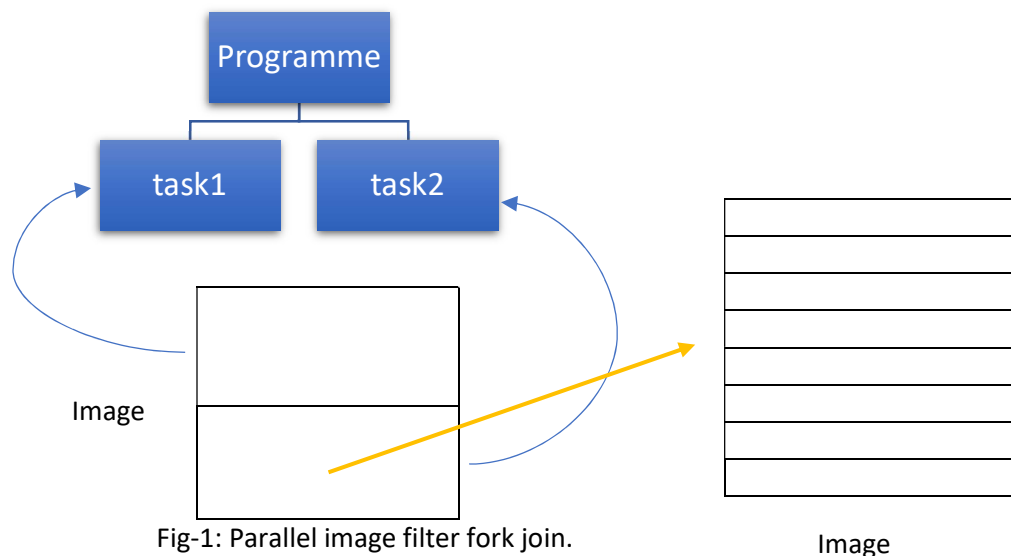 Programme
task1
task2
Image
Fig-1: Parallel image filter fork join.
Image